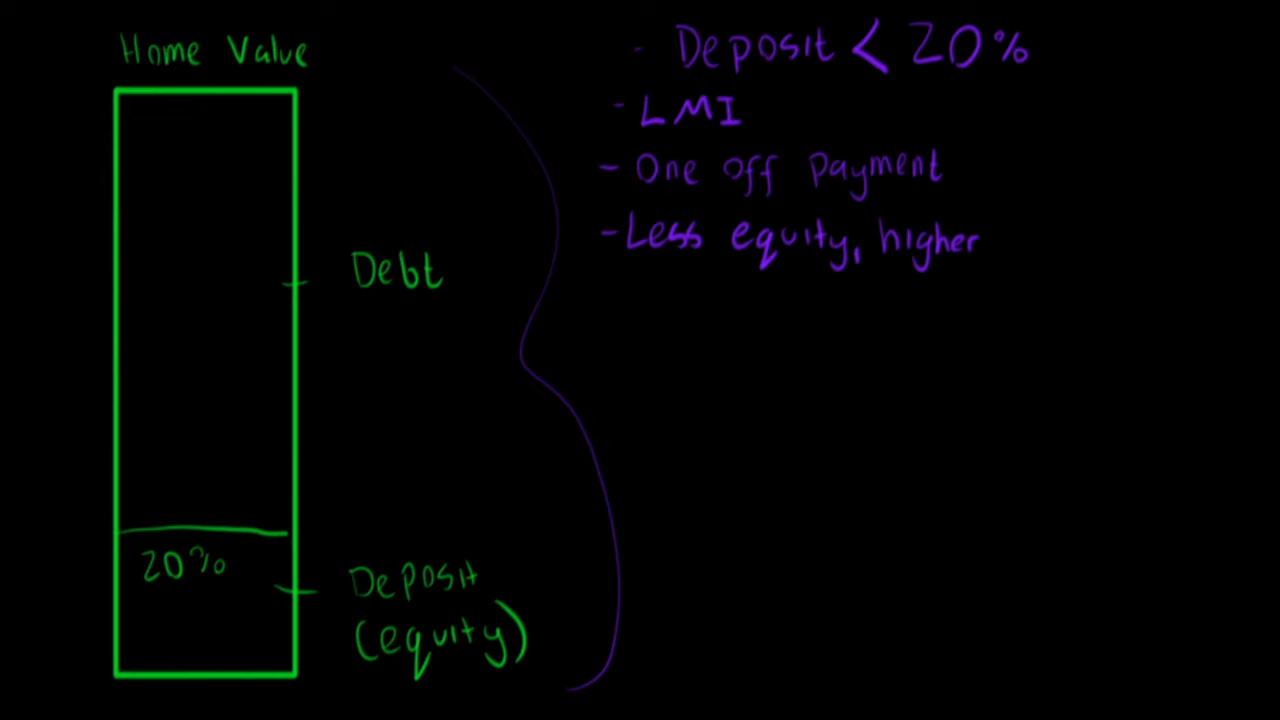 Home Value
Debt
20%
Deposit
(equity)
- Deposit < 20%
- LMI
- One off payment
- Less equity, higher